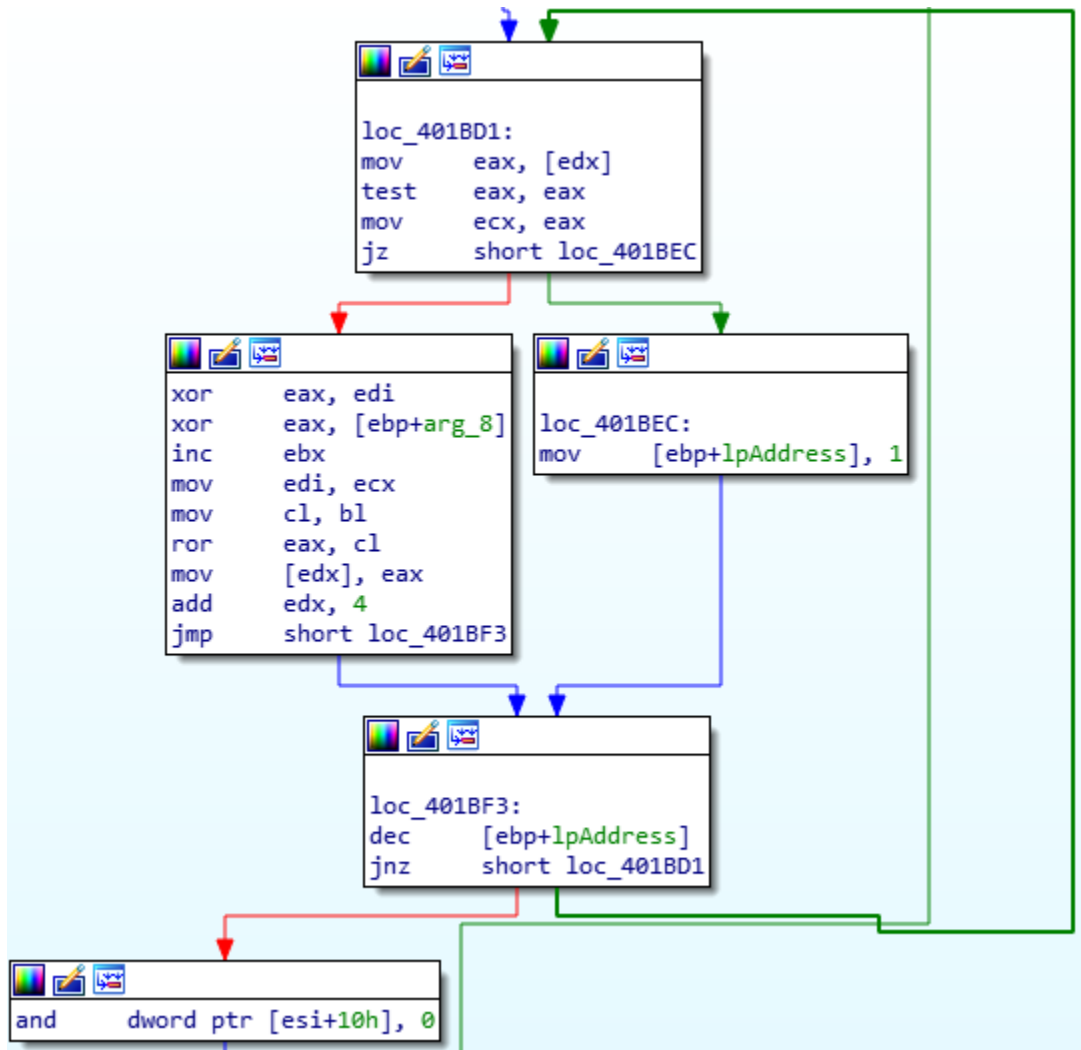 loc_401BD1:
mov eax, [edx]
test eax, eax
mov ecx, eax
jz short loc_401BEC
xor eax, edi
xor eax, [ebp+arg_8]
inc ebx
mov edi, ecx
mov cl, bl
ror eax, cl
mov [edx], eax
add edx, 4
jmp short loc_401BF3
loc_401BEC:
mov [ebp+lpAddress], 1
loc_401BF3:
dec [ebp+lpAddress]
jnz short loc_401BD1
and dword ptr [esi+10h], 0